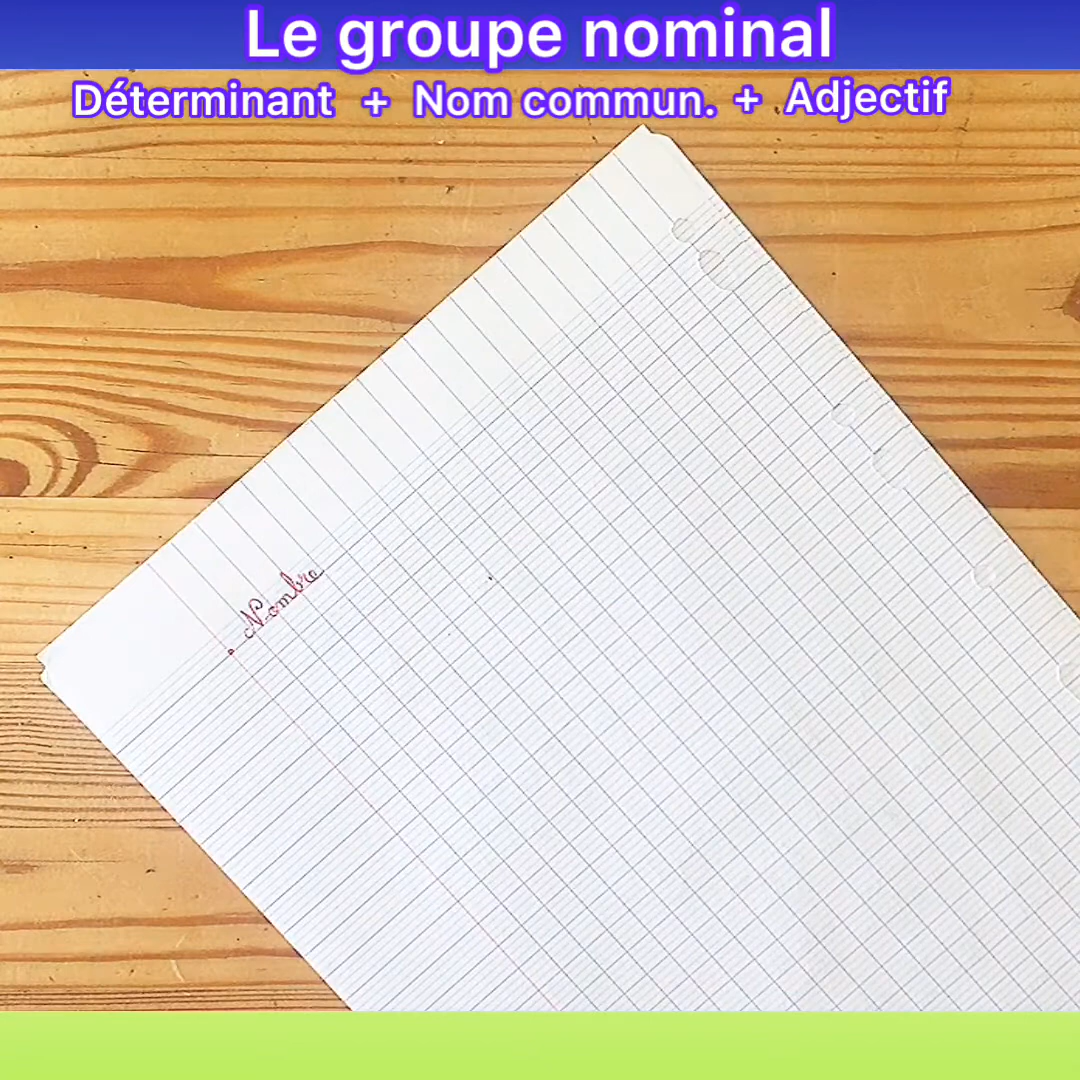 Le groupe nominal
Déterminant + Nom commun. + Adjectif
• Nombre